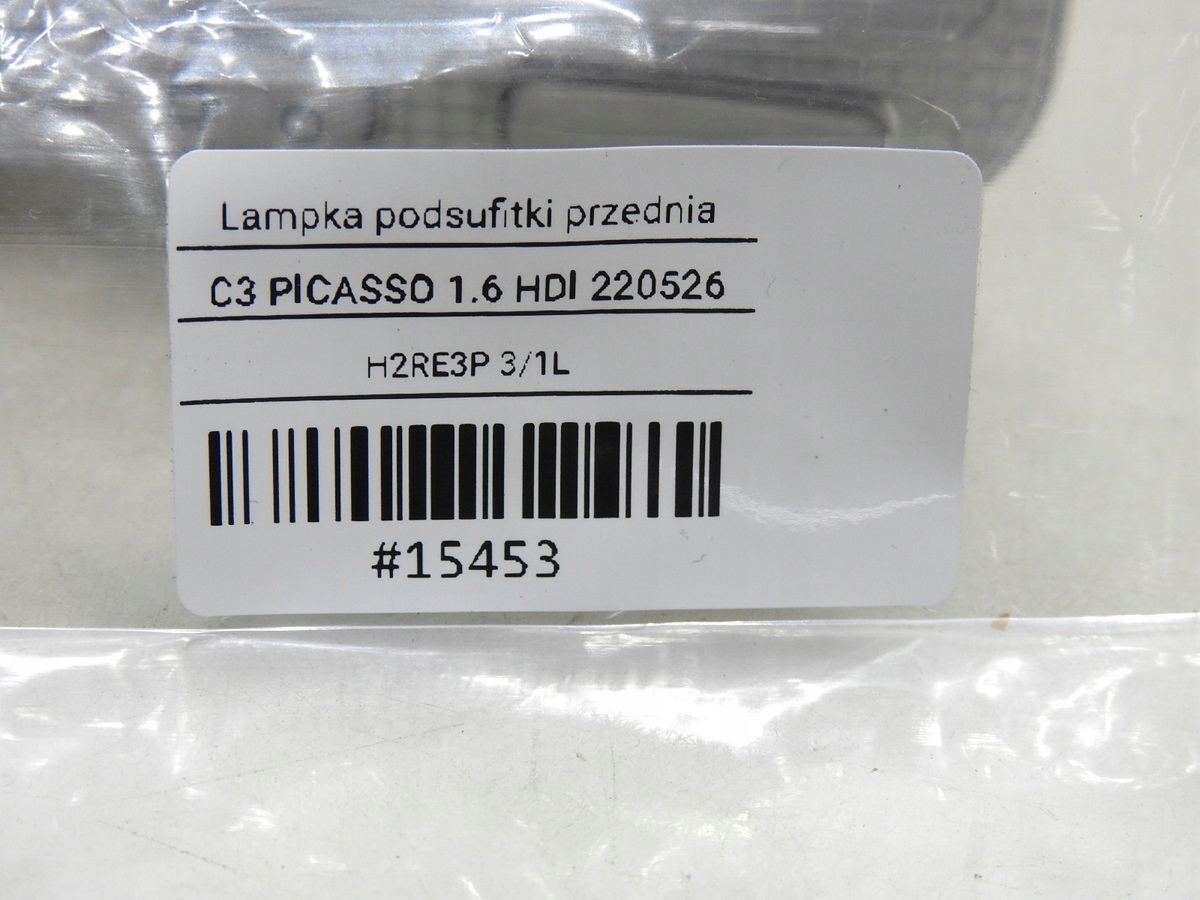 Lampka podsufitki przednia
C3 PICASSO 1.6 HDI 220526
H2RE3P 3/1L
#15453